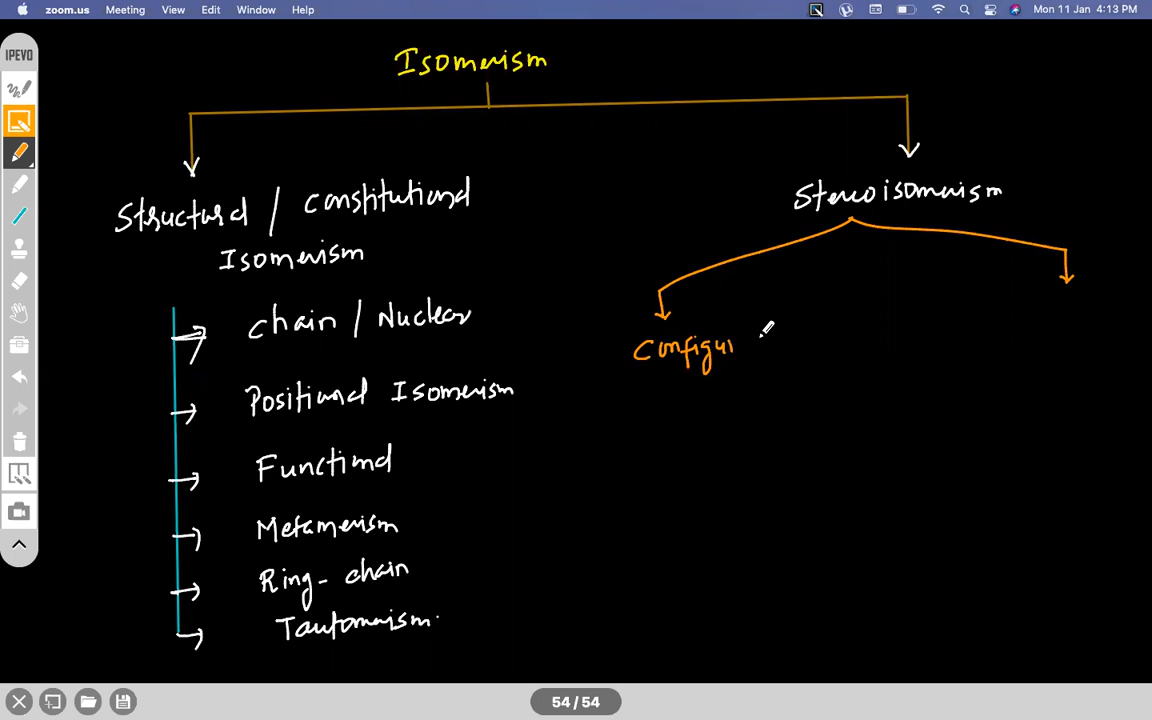 zoom.us Meeting View Edit Window Help Mon 11 Jan 4:13 PM
IPEVO
Isomerism
Structural / Constitutional
Isomerism
Chain / Nuclear
Positional Isomerism
Functional
Metamerism
Ring-chain
Tautomerism
Stereoisomerism
Configur
54 / 54